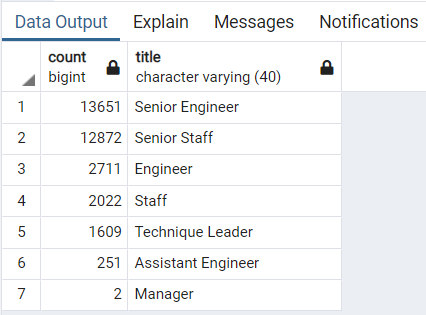 Data Output Explain Messages Notifications
count title
bigint character varying (40)
1 13651 Senior Engineer
2 12872 Senior Staff
3 2711 Engineer
4 2022 Staff
5 1609 Technique Leader
6 251 Assistant Engineer
7 2 Manager